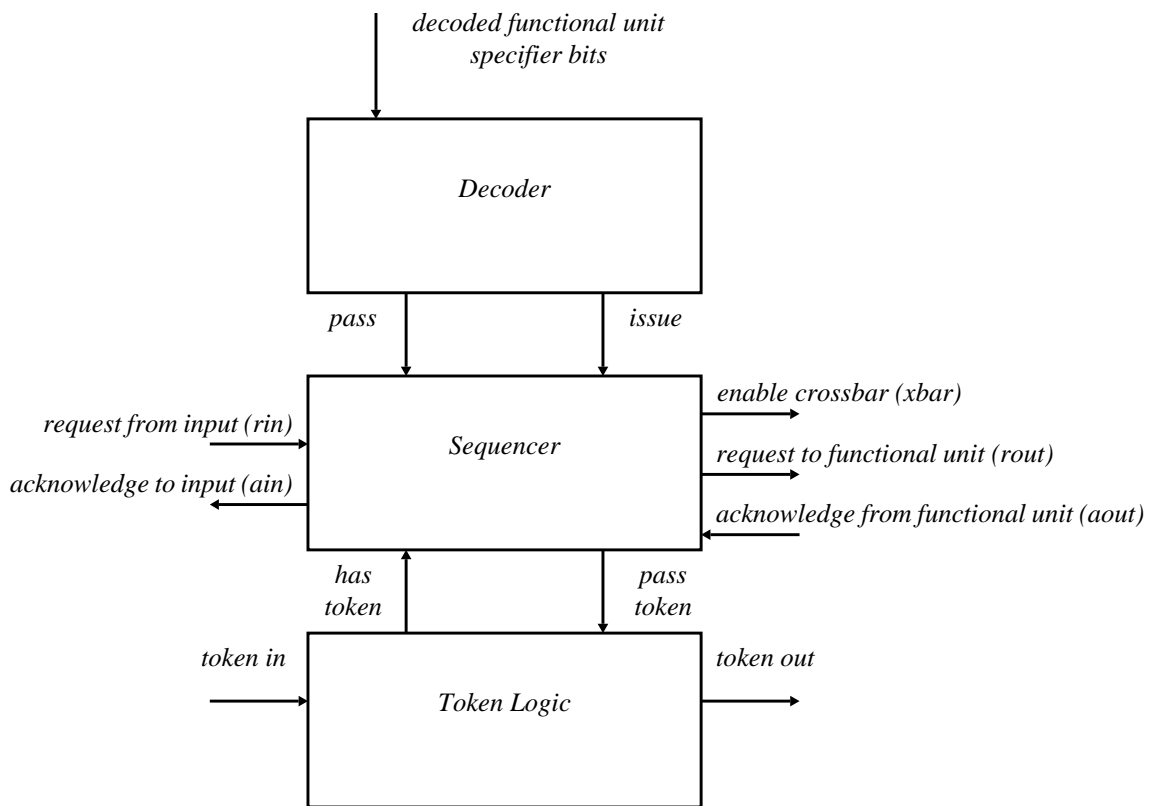 decoded functional unit
specifier bits
Decoder
pass
issue
enable crossbar (xbar)
request from input (rin)
Sequencer
request to functional unit (rout)
acknowledge to input (ain)
acknowledge from functional unit (aout)
has
token
pass
token
token in
token out
Token Logic